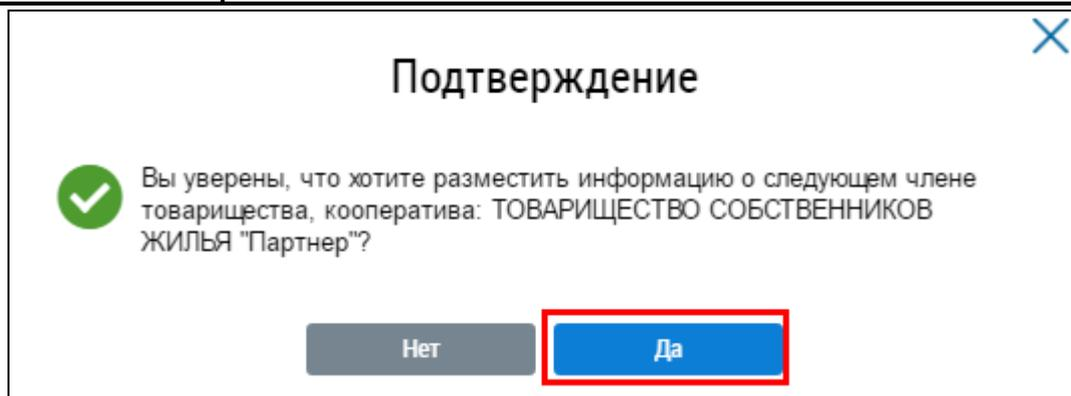 Подтверждение
Вы уверены, что хотите разместить информацию о следующем члене
товарищества, кооператива: ТОВАРИЩЕСТВО СОБСТВЕННИКОВ
ЖИЛЬЯ "Партнер"?
Нет Да